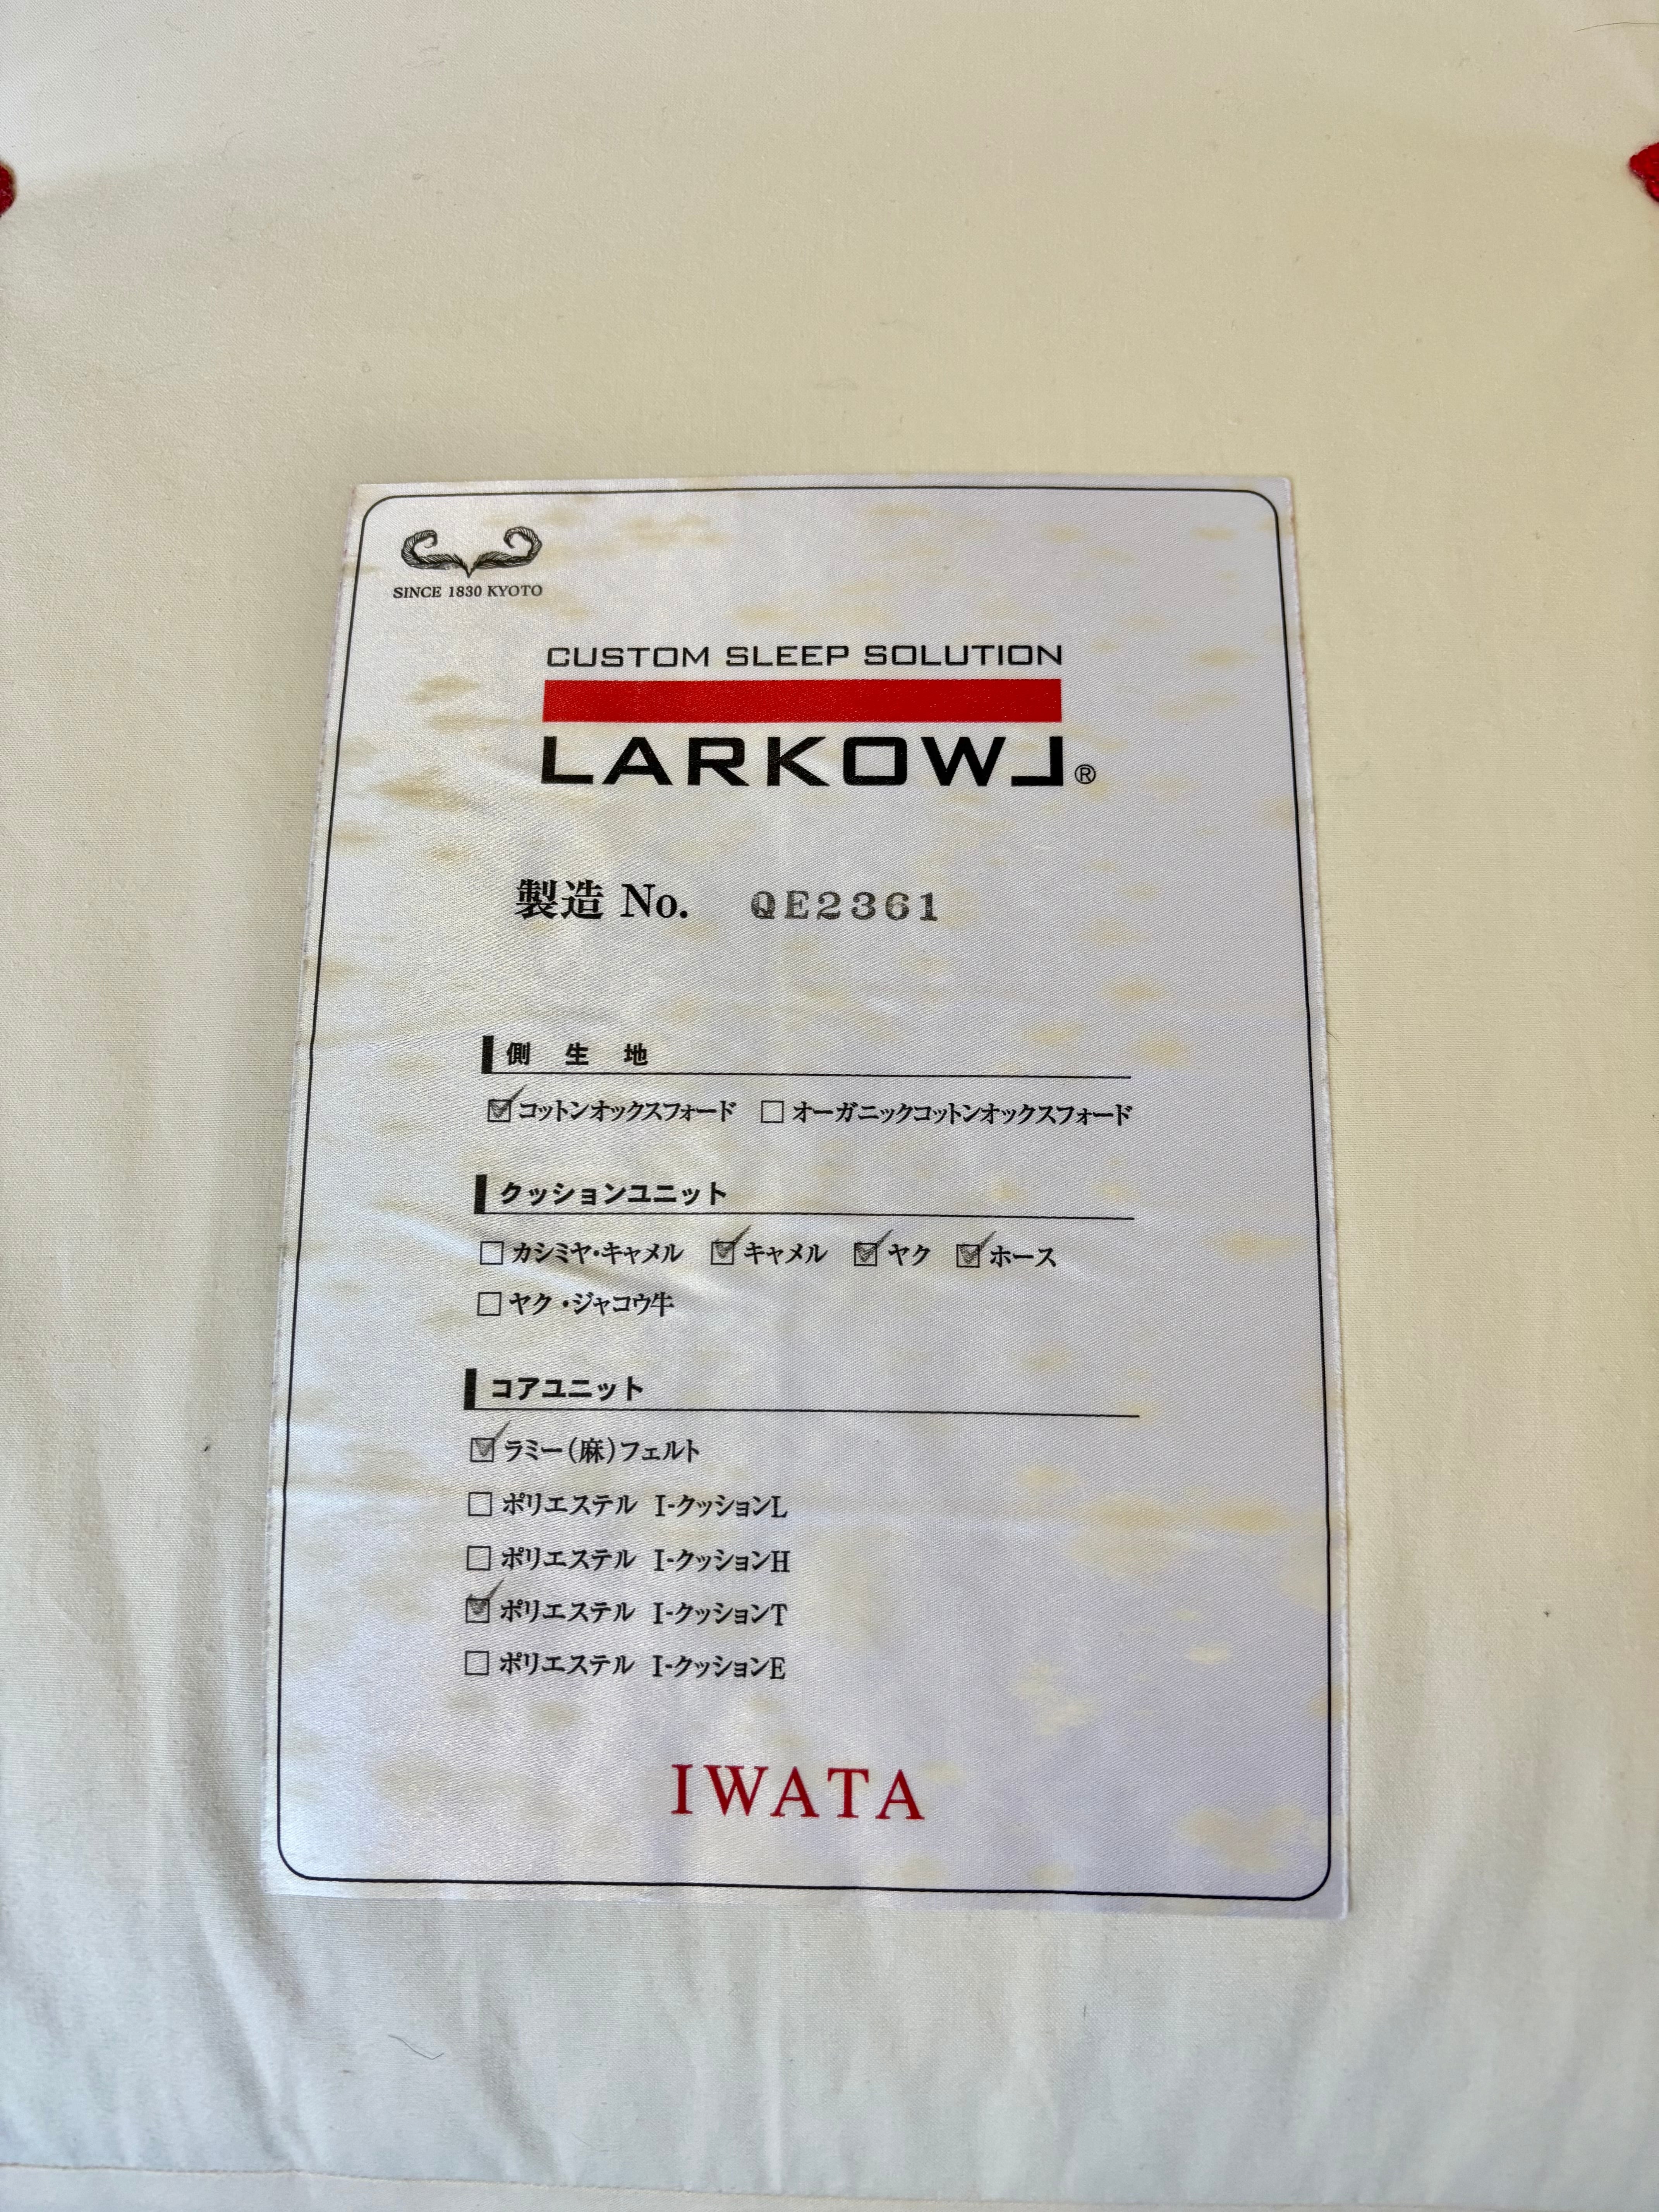 SINCE 1830 KYOTO
CUSTOM SLEEP SOLUTION
LARKOWL®
製造 No. QE2361
側生地
☑コットンオックスフォード □オーガニックコットンオックスフォード
クッションユニット
□カシミヤ・キャメル ☑キャメル ☑ヤク ☑ホース
□ヤク・ジャコウ牛
コアユニット
☑ラミー(麻)フェルト
□ポリエステル I-クッションL
□ポリエステル I-クッションH
☑ポリエステル I-クッションT
□ポリエステル I-クッションE
IWATA